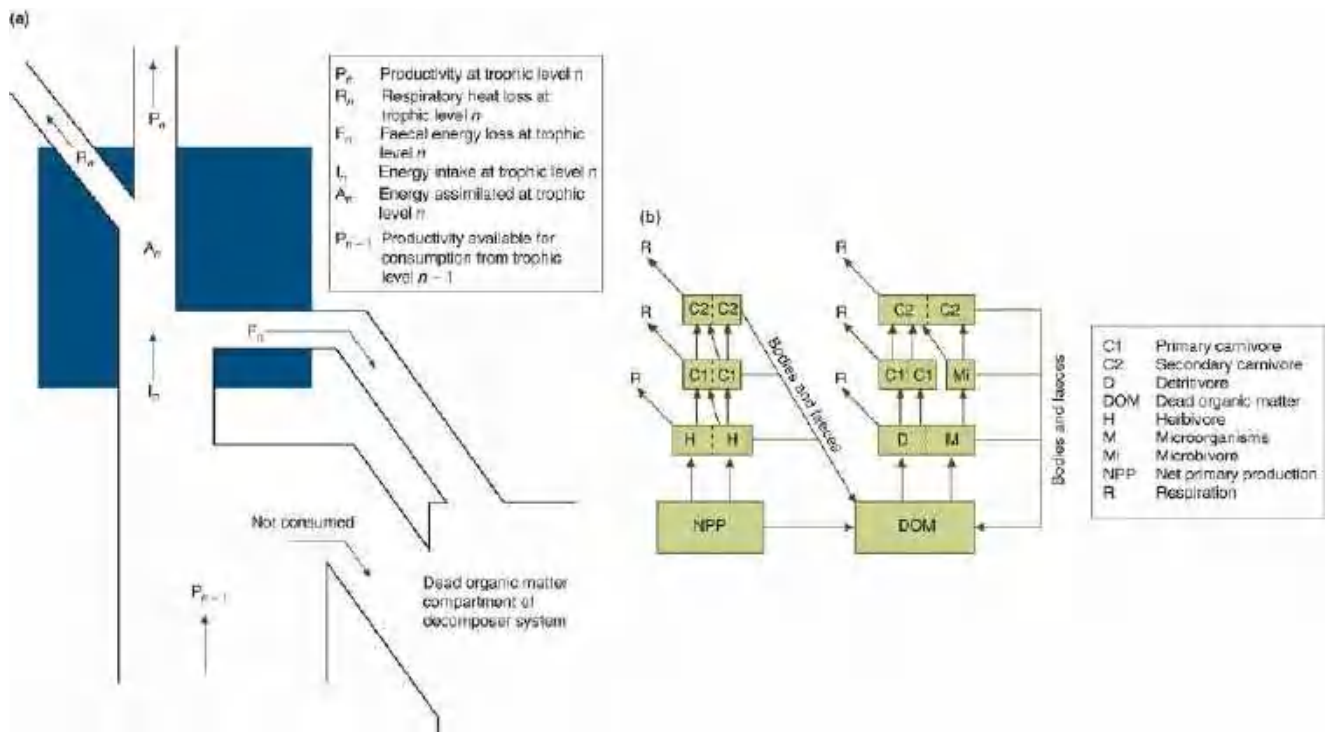 (a)
Pn Productivity at trophic level n
Rn Respiratory heat loss at
trophic level n
Fn Faecal energy loss at trophic
level n
In Energy intake at trophic level n
An Energy assimilated at trophic
level n
Pn – 1 Productivity available for
consumption from trophic
level n – 1
Pn
Rn
An
Fn
In
Not consumed
Pn – 1
Dead organic matter
compartment of
decomposer system
(b)
R
R
C2 C2
C2 C2
R
R
C1 C1
C1 C1
Mi
R
R
H H
D M
Bodies and faeces
Bodies and faeces
NPP
DOM
C1 Primary carnivore
C2 Secondary carnivore
D Detritivore
DOM Dead organic matter
H Herbivore
M Microorganisms
Mi Microbivore
NPP Net primary production
R Respiration